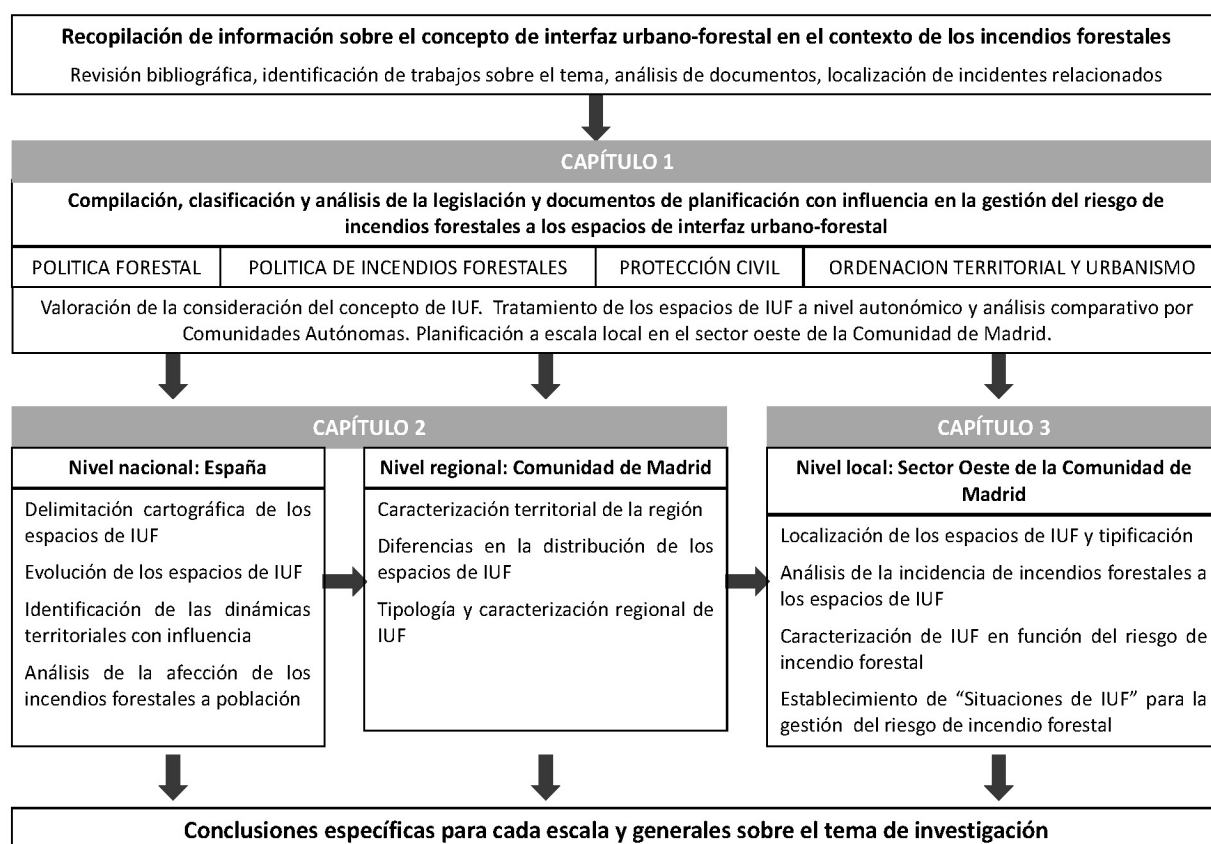 Recopilación de información sobre el concepto de interfaz urbano-forestal en el contexto de los incendios forestales
Revisión bibliográfica, identificación de trabajos sobre el tema, análisis de documentos, localización de incidentes relacionados
CAPÍTULO 1
Compilación, clasificación y análisis de la legislación y documentos de planificación con influencia en la gestión del riesgo de
incendios forestales a los espacios de interfaz urbano-forestal
POLITICA FORESTAL
POLITICA DE INCENDIOS FORESTALES
PROTECCIÓN CIVIL
ORDENACION TERRITORIAL Y URBANISMO
Valoración de la consideración del concepto de IUF. Tratamiento de los espacios de IUF a nivel autonómico y análisis comparativo por
Comunidades Autónomas. Planificación a escala local en el sector oeste de la Comunidad de Madrid.
CAPÍTULO 2
Nivel nacional: España
Delimitación cartográfica de los
espacios de IUF
Evolución de los espacios de IUF
Identificación de las dinámicas
territoriales con influencia
Análisis de la afección de los
incendios forestales a población
Nivel regional: Comunidad de Madrid
Caracterización territorial de la región
Diferencias en la distribución de los
espacios de IUF
Tipología y caracterización regional de
IUF
CAPÍTULO 3
Nivel local: Sector Oeste de la Comunidad de
Madrid
Localización de los espacios de IUF y tipificación
Análisis de la incidencia de incendios forestales a
los espacios de IUF
Caracterización de IUF en función del riesgo de
incendio forestal
Establecimiento de “Situaciones de IUF” para la
gestión del riesgo de incendio forestal
Conclusiones específicas para cada escala y generales sobre el tema de investigación